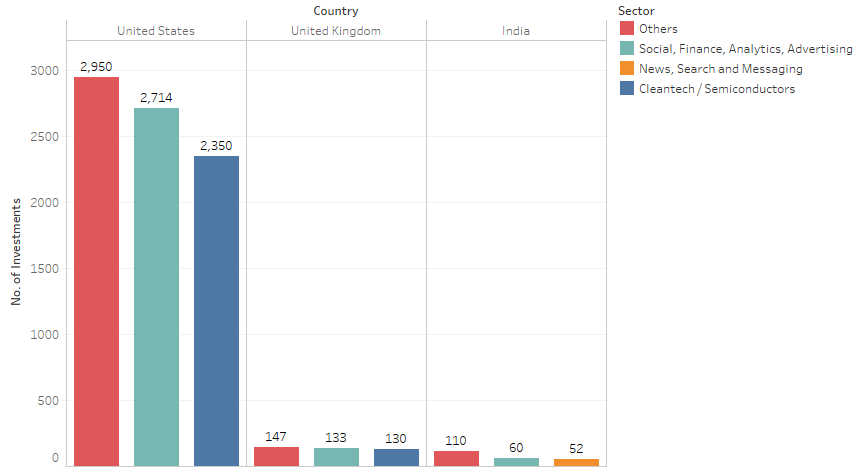 Country
United States United Kingdom India
Sector
Others
Social, Finance, Analytics, Advertising
News, Search and Messaging
Cleantech / Semiconductors
No. of Investments
3000
2500
2000
1500
1000
500
0
2,950
2,714
2,350
147
133
130
110
60
52